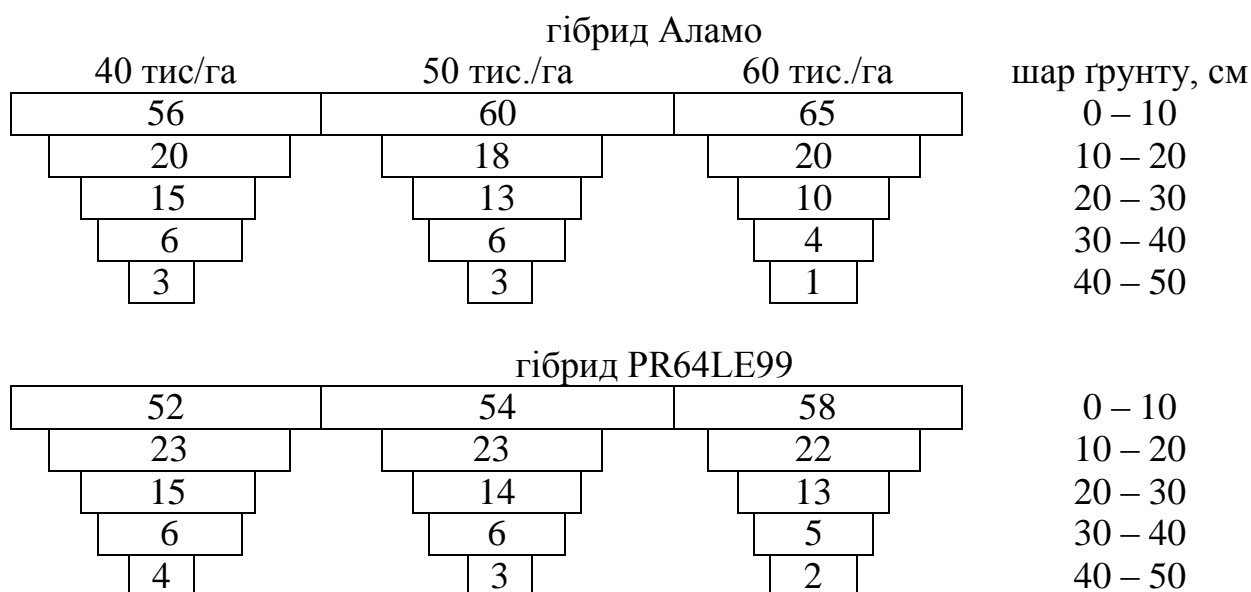 гібрид Аламо
40 тис/га 50 тис./га 60 тис./га шар ґрунту, см
56 60 65 0 – 10
20 18 20 10 – 20
15 13 10 20 – 30
6 6 4 30 – 40
3 3 1 40 – 50
гібрид PR64LE99
52 54 58 0 – 10
23 23 22 10 – 20
15 14 13 20 – 30
6 6 5 30 – 40
4 3 2 40 – 50